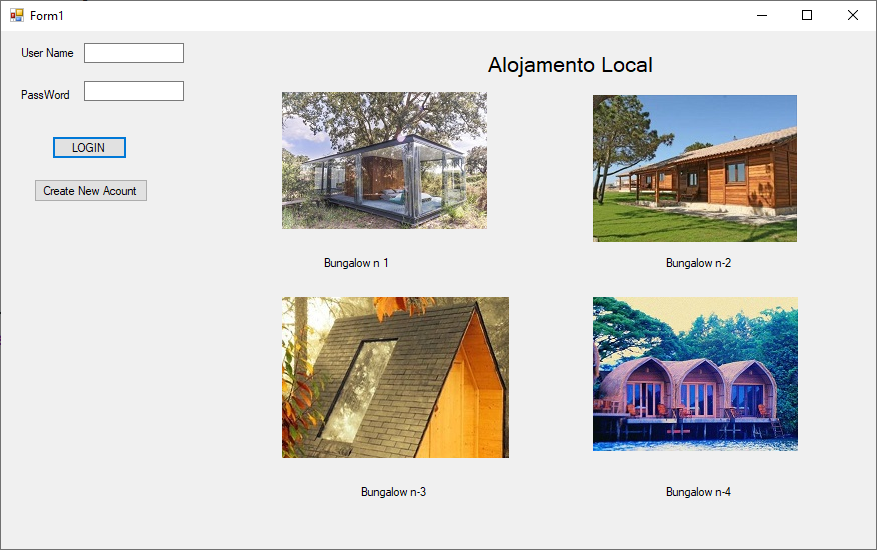 Form1
User Name
PassWord
LOGIN
Create New Acount
Alojamento Local
Bungalow n 1
Bungalow n-2
Bungalow n-3
Bungalow n-4